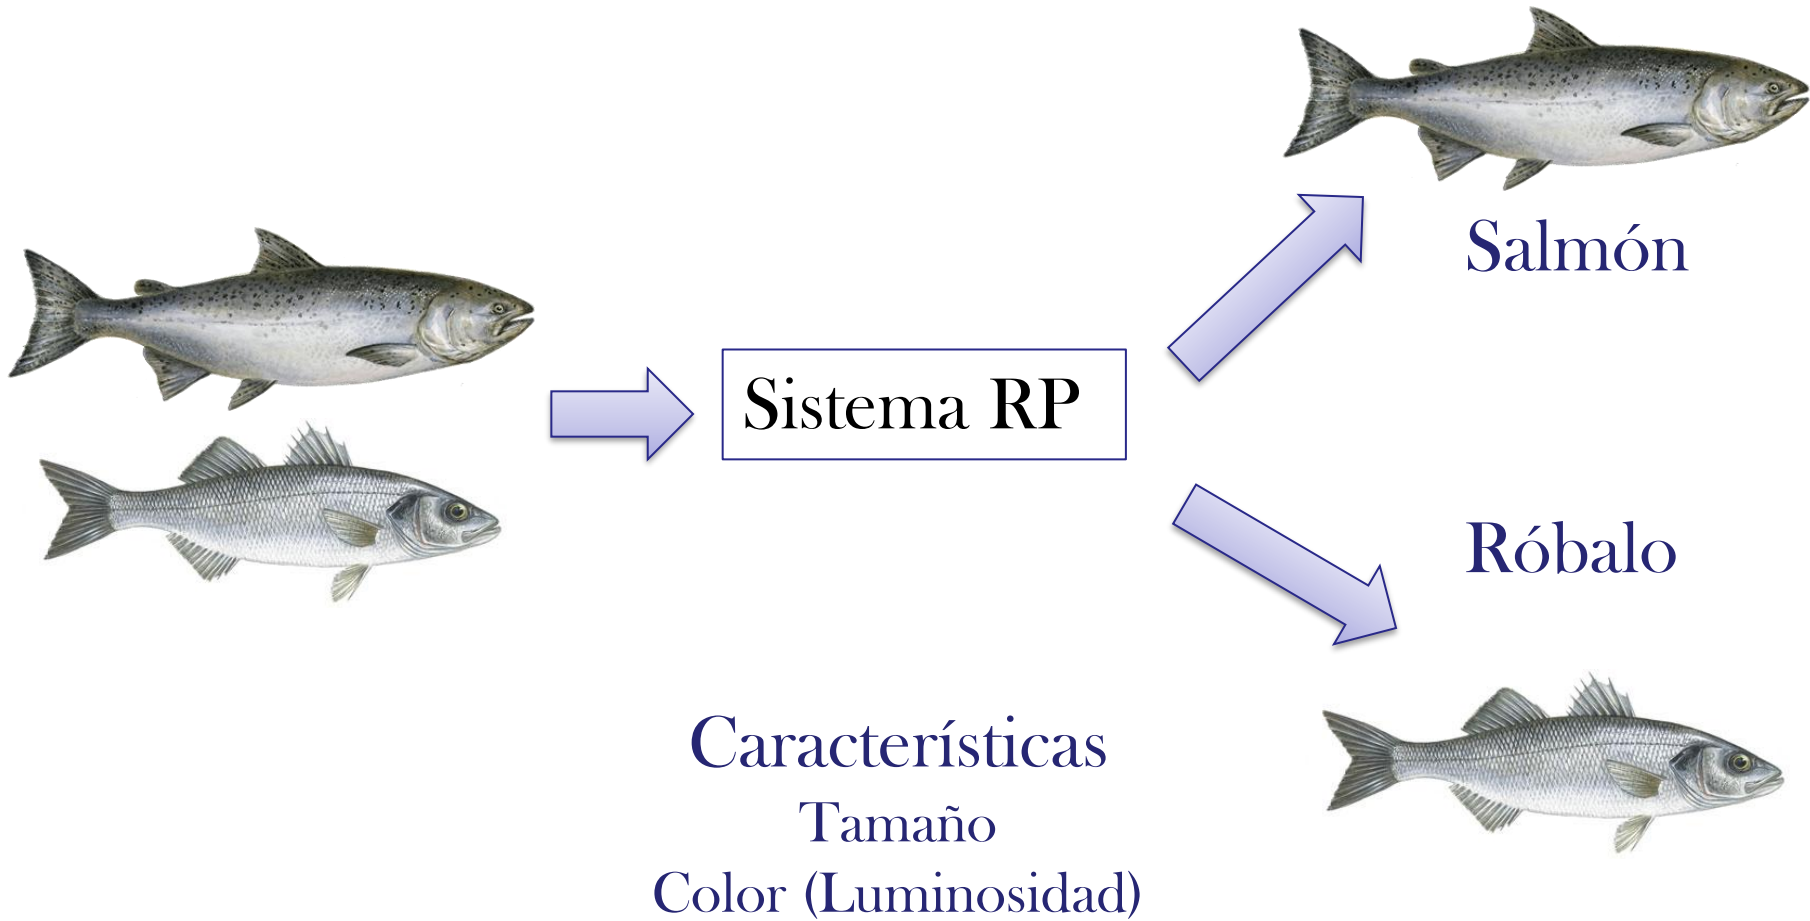 Salmón
Sistema RP
Róbalo
Características
Tamaño
Color (Luminosidad)